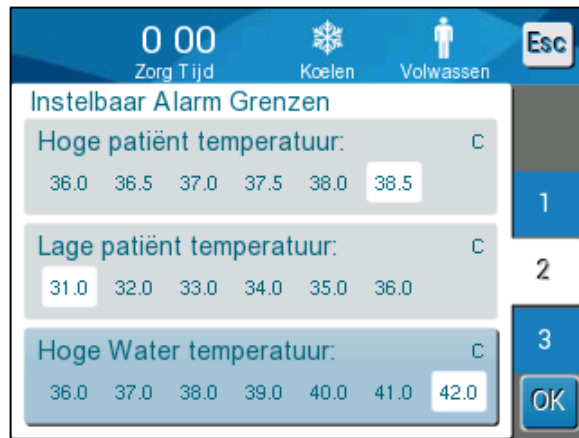 0 00
Zorg Tijd
Koelen
Volwassen
Esc
Instelbaar Alarm Grenzen
Hoge patiënt temperatuur: C
36.0 36.5 37.0 37.5 38.0 38.5
Lage patiënt temperatuur: C
31.0 32.0 33.0 34.0 35.0 36.0
Hoge Water temperatuur: C
36.0 37.0 38.0 39.0 40.0 41.0 42.0
1
2
3
OK